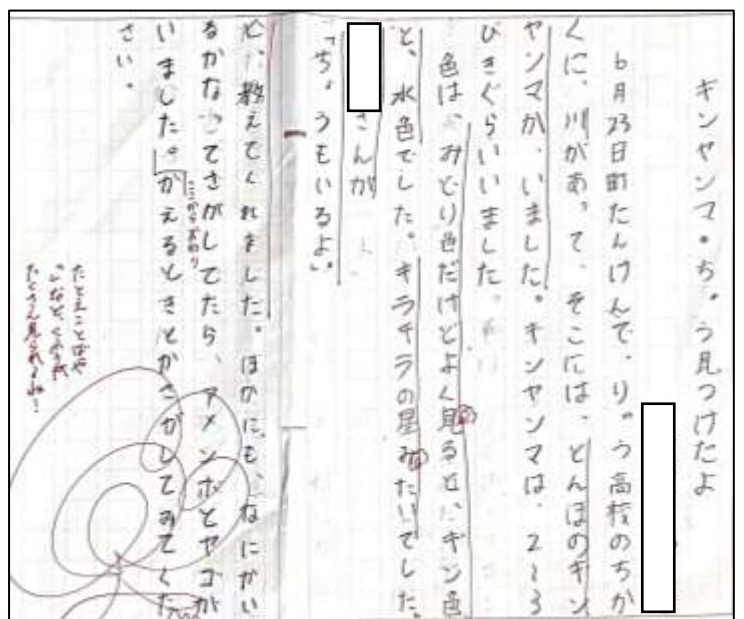 ギンヤンマ・ち。う見つけたよ
6月23日町たんけんで、り。う高校のちか
くに、川があって、そこには、とんぼのギン
ヤンマが、いました。ギンヤンマは、2~3
びきぐらいいました。
色は、みどり色だけどよく見ると、ギン色
と、水色でした。キラキラの星みたいでした。
さんが
「ち。うもいるよ。」
と、教えてくれました。ほかにも、なにがい
るかなってさがしてたら、アメンボとヤゴが
いました。かえるときとかさがしてみてくだ
さい。
ここからおわり
たとえことばや
「」など、くふうが
たくさん見られるね!